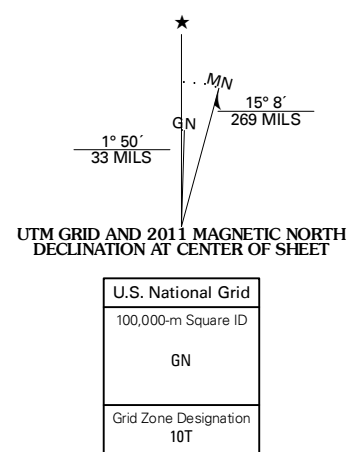 ★
MN
15° 8´
269 MILS
GN
1° 50´
33 MILS
UTM GRID AND 2011 MAGNETIC NORTH
DECLINATION AT CENTER OF SHEET
U.S. National Grid
100,000-m Square ID
GN
Grid Zone Designation
10T